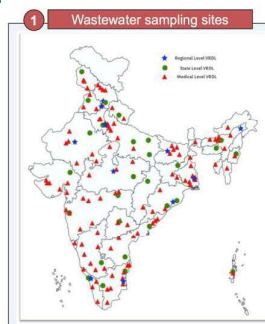 1
Wastewater sampling sites
Regional Level VRDL
State Level VRDL
Medical Level VRDL